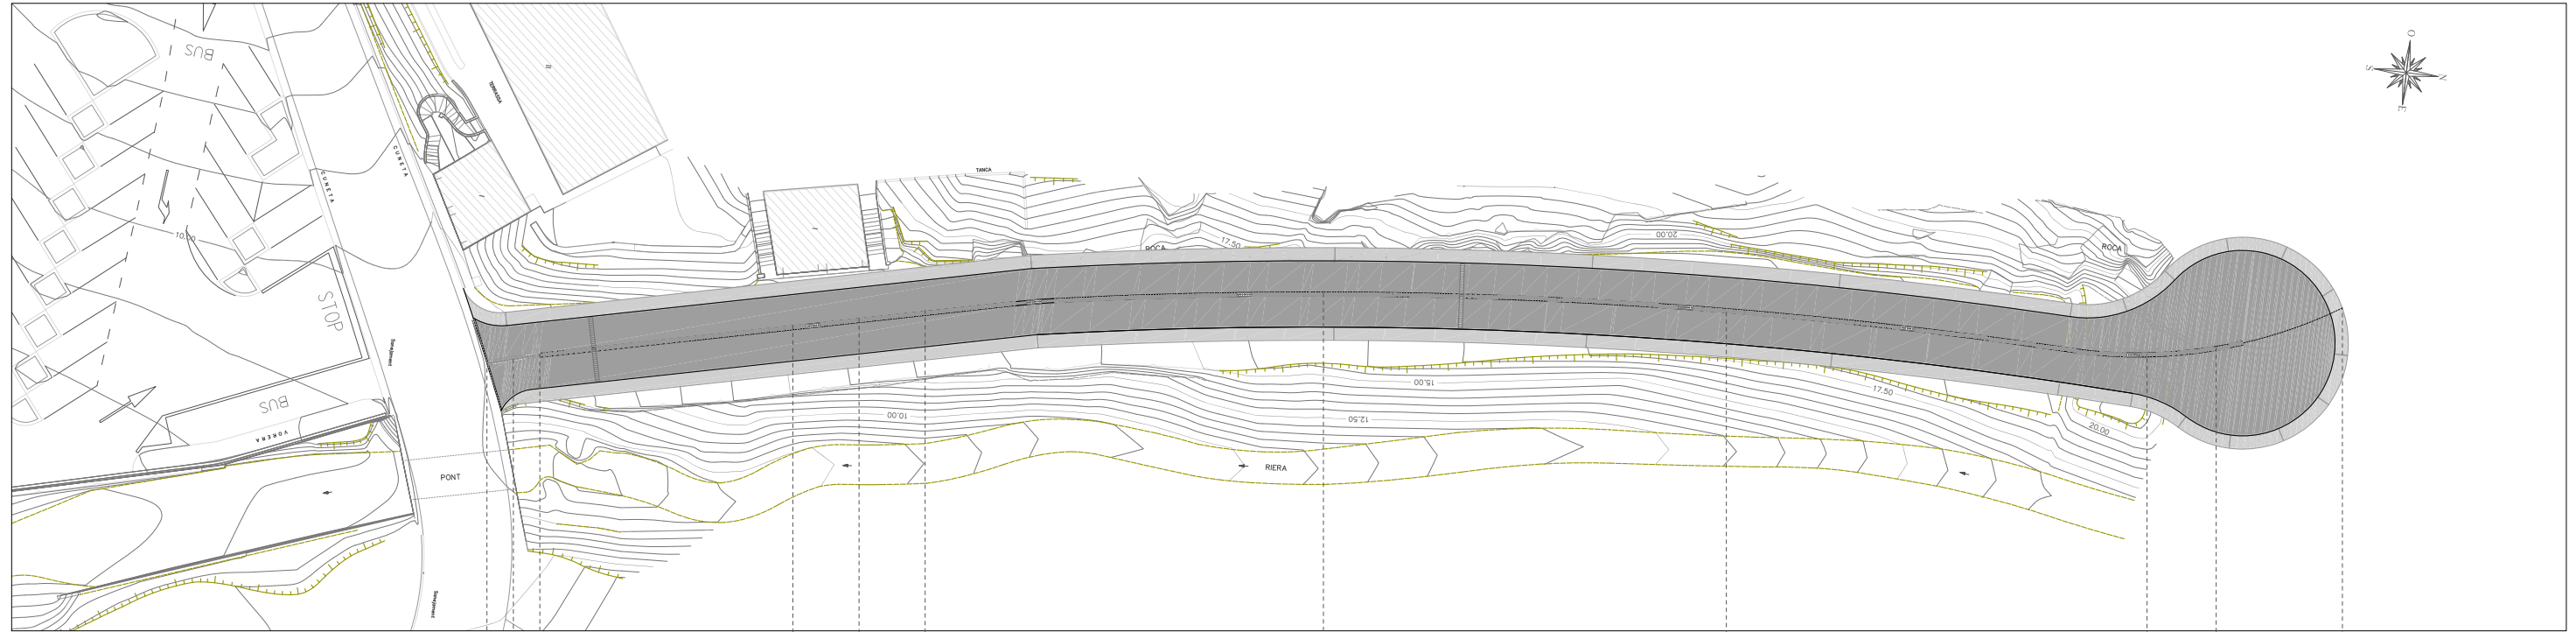 BUS
O
S
N
E
TERRASSA
CUNETA
CUNETA
TANCA
10.00
17.50
20.00
ROCA
ROCA
STOP
BUS
VORERA
15.00
17.50
10.00
12.50
20.00
PONT
RIERA